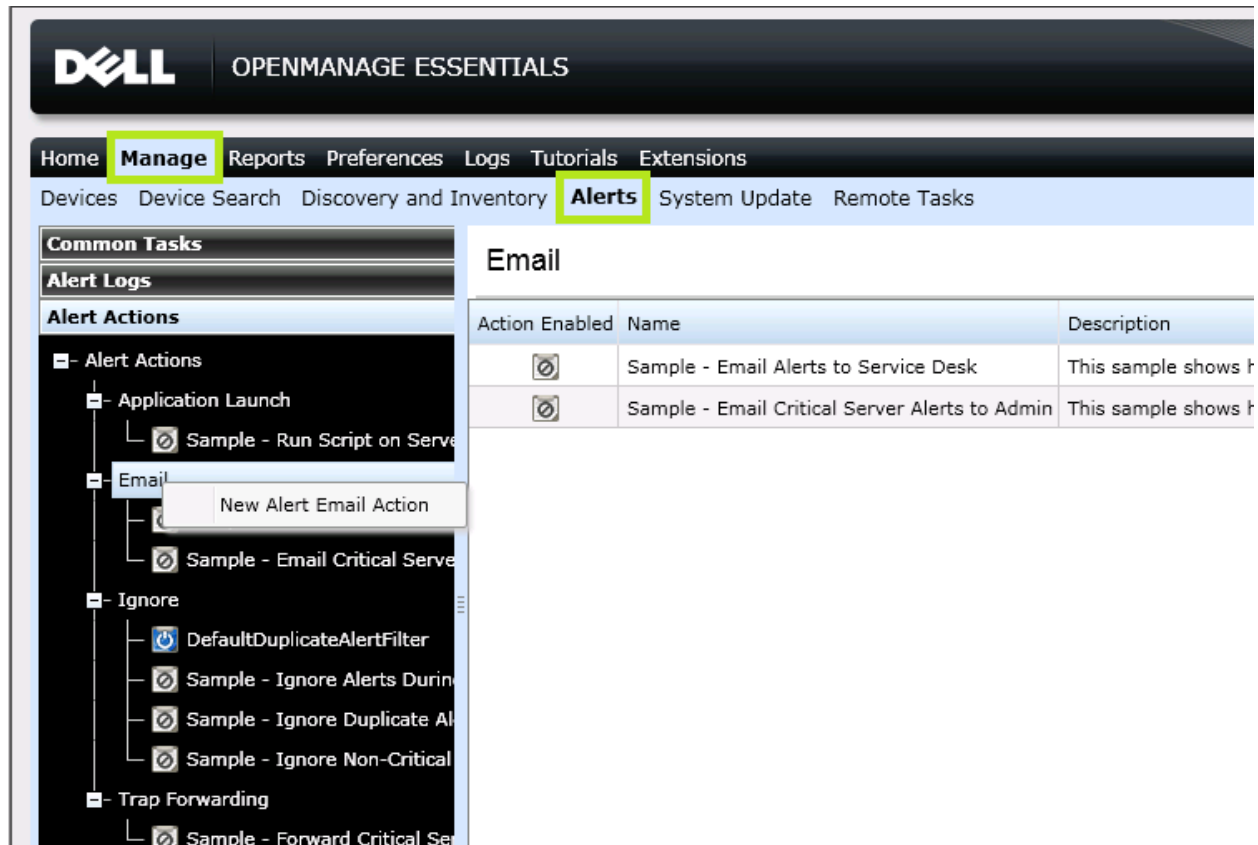 DELL OPENMANAGE ESSENTIALS
Home Manage Reports Preferences Logs Tutorials Extensions
Devices Device Search Discovery and Inventory Alerts System Update Remote Tasks
Common Tasks
Alert Logs
Alert Actions
Alert Actions
Application Launch
Sample - Run Script on Serve
Email
New Alert Email Action
Sample - Email Critical Serve
Ignore
DefaultDuplicateAlertFilter
Sample - Ignore Alerts Durin
Sample - Ignore Duplicate Al
Sample - Ignore Non-Critical
Trap Forwarding
Sample - Forward Critical Se
Email
Action Enabled Name Description
Sample - Email Alerts to Service Desk This sample shows h
Sample - Email Critical Server Alerts to Admin This sample shows h